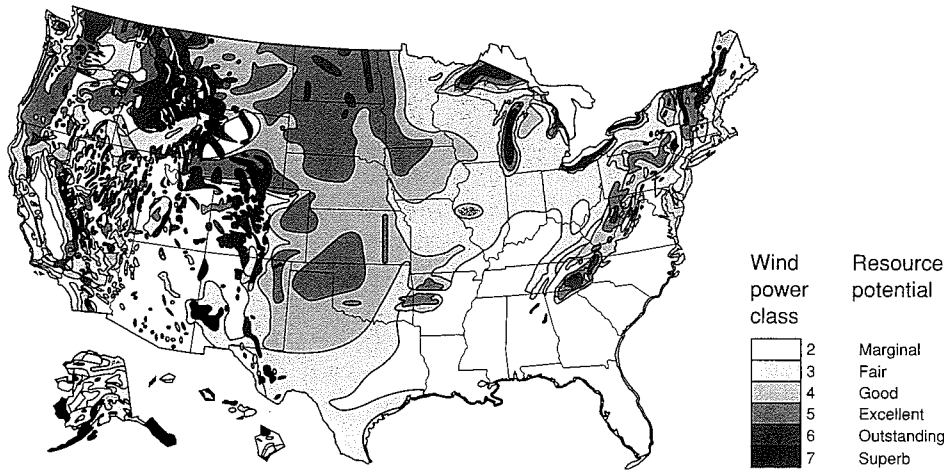 Wind power class
Resource potential
2 Marginal
3 Fair
4 Good
5 Excellent
6 Outstanding
7 Superb